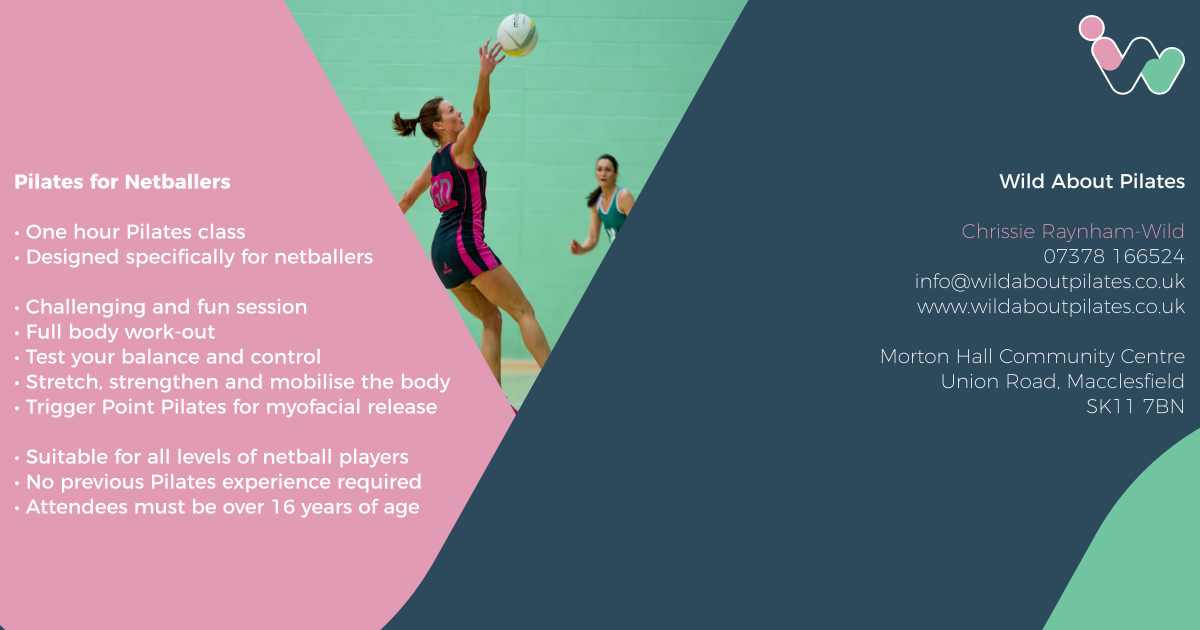 Pilates for Netballers
• One hour Pilates class
• Designed specifically for netballers
• Challenging and fun session
• Full body work-out
• Test your balance and control
• Stretch, strengthen and mobilise the body
• Trigger Point Pilates for myofacial release
• Suitable for all levels of netball players
• No previous Pilates experience required
• Attendees must be over 16 years of age
GD
Wild About Pilates
Chrissie Raynham-Wild
07378 166524
info@wildaboutpilates.co.uk
www.wildaboutpilates.co.uk
Morton Hall Community Centre
Union Road, Macclesfield
SK11 7BN